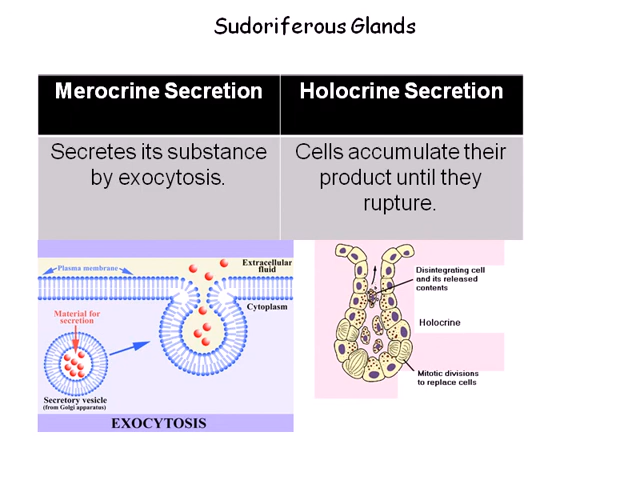 Sudoriferous Glands
Merocrine Secretion
Holocrine Secretion
Secretes its substance
by exocytosis.
Cells accumulate their
product until they
rupture.
Plasma membrane
Extracellular
fluid
Cytoplasm
Material for
secretion
Secretory vesicle
(from Golgi apparatus)
EXOCYTOSIS
Disintegrating cell
and its released
contents
Holocrine
Mitotic divisions
to replace cells